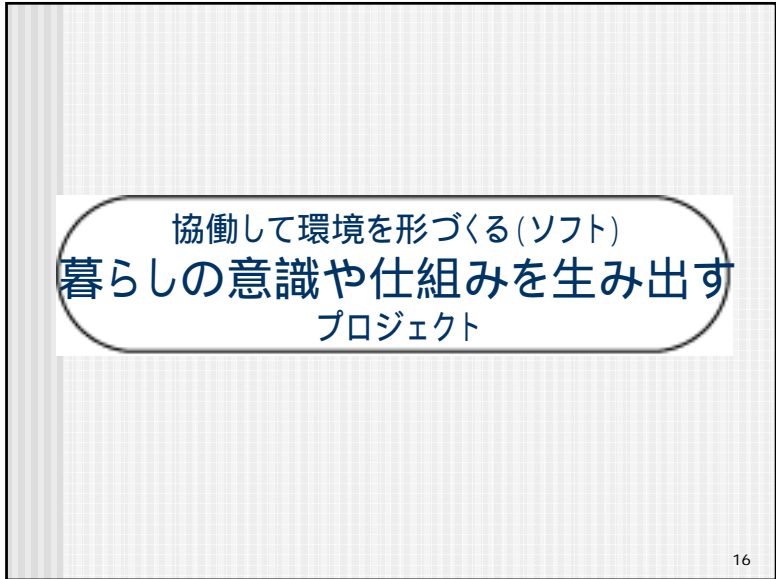 協働して環境を形づくる(ソフト)
暮らしの意識や仕組みを生み出す
プロジェクト
16